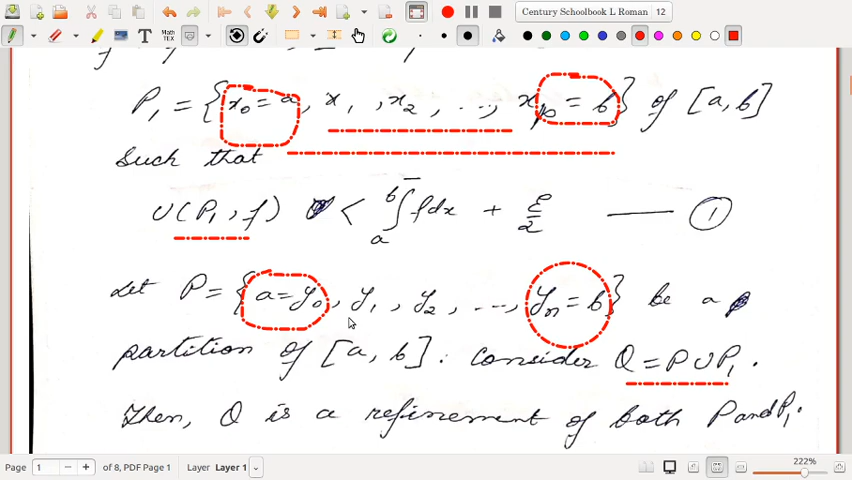 Century Schoolbook L Roman 12
P₁ = {x₀ = a, x₁, x₂, ..., xₚ = b} of [a, b]
Such that
U(P₁, f) < ∫ₐᵇ f dx + ε/2 —— ①
Let P = {a = y₀, y₁, y₂, ..., yₙ = b} be a
partition of [a, b]. Consider Q = P ∪ P₁.
Then, Q is a refinement of both P and P₁.
Page 1 of 8, PDF Page 1 Layer Layer 1 222%